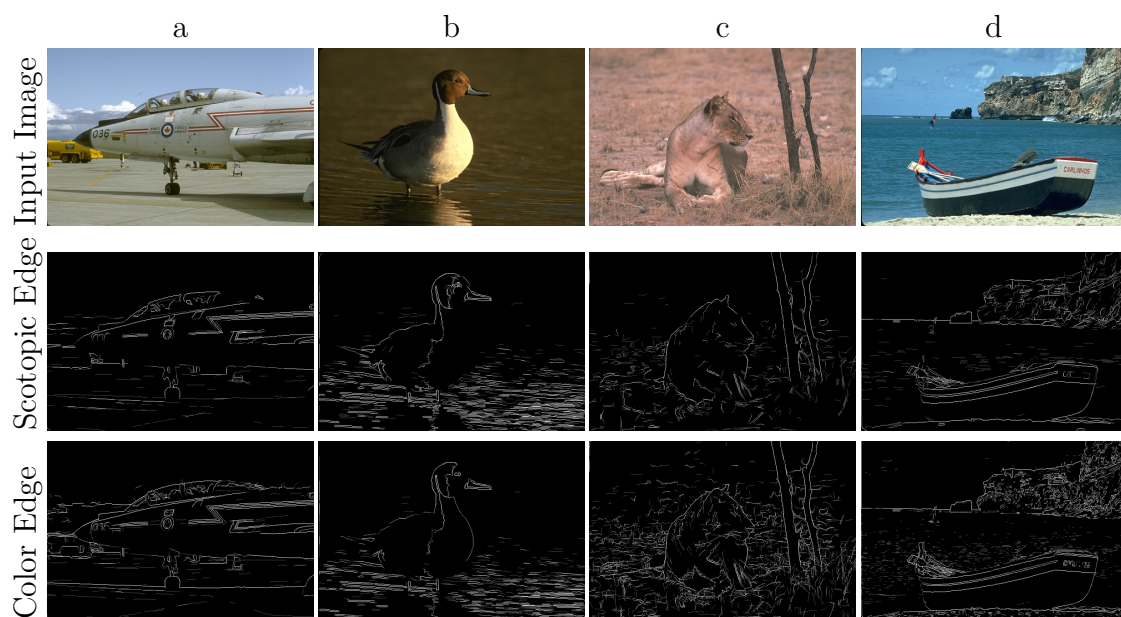 a b c d
Input Image
036
CARLINHOS
Scotopic Edge
Color Edge